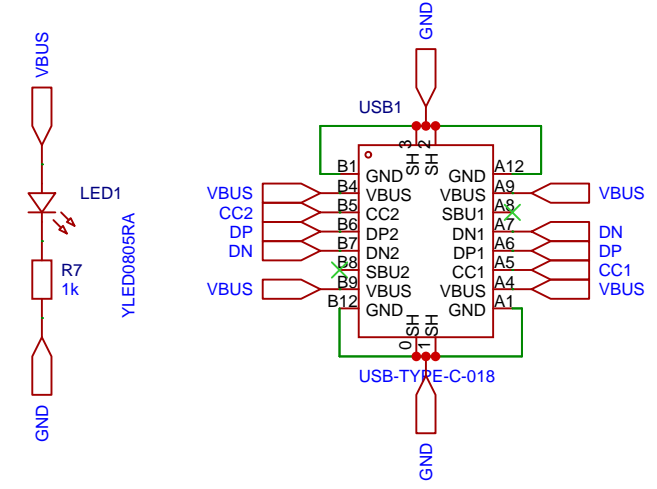 VBUS
LED1
YLED0805RA
R7
1k
GND
GND
USB1
SH 3
SH 2
B1 GND
GND A12
VBUS B4 VBUS
VBUS A9 VBUS
CC2 B5 CC2
SBU1 A8
DP B6 DP2
DN1 A7 DN
DN B7 DN2
DP1 A6 DP
B8 SBU2
CC1 A5 CC1
VBUS B9 VBUS
VBUS A4 VBUS
B12 GND
GND A1
0 SH
1 SH
USB-TYPE-C-018
GND